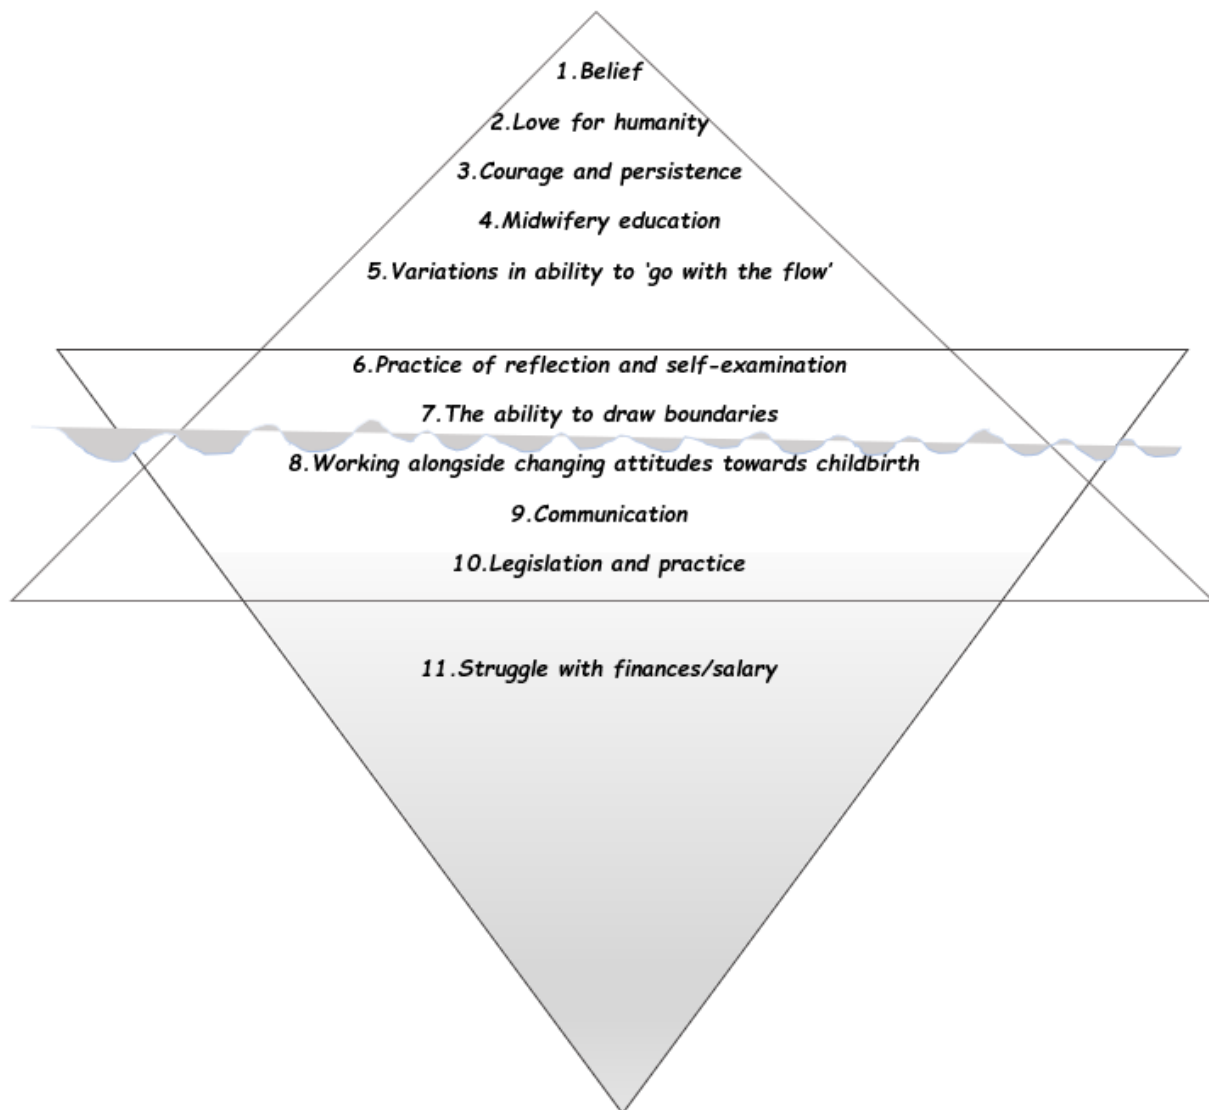 1.Belief
2.Love for humanity
3.Courage and persistence
4.Midwifery education
5.Variations in ability to 'go with the flow'
6.Practice of reflection and self-examination
7.The ability to draw boundaries
8.Working alongside changing attitudes towards childbirth
9.Communication
10.Legislation and practice
11.Struggle with finances/salary